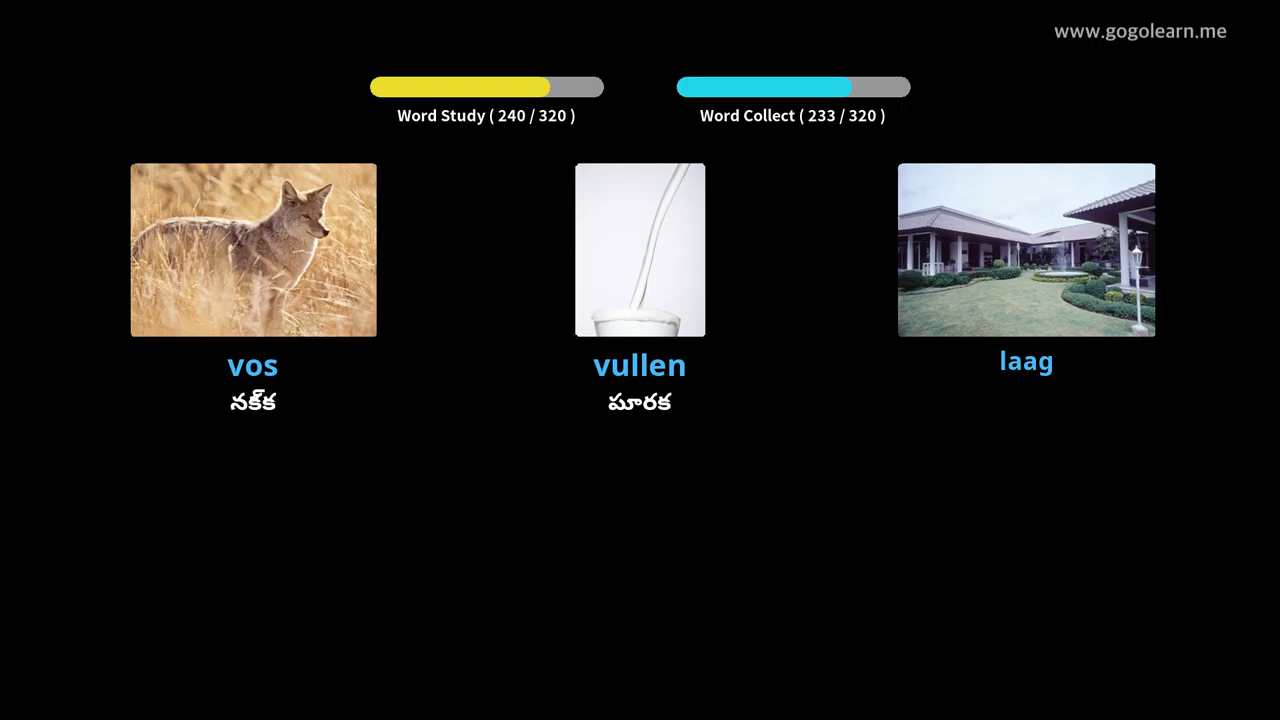 www.gogolearn.me
Word Study ( 240 / 320 )
Word Collect ( 233 / 320 )
vos
vullen
laag
నక్క
పూరక